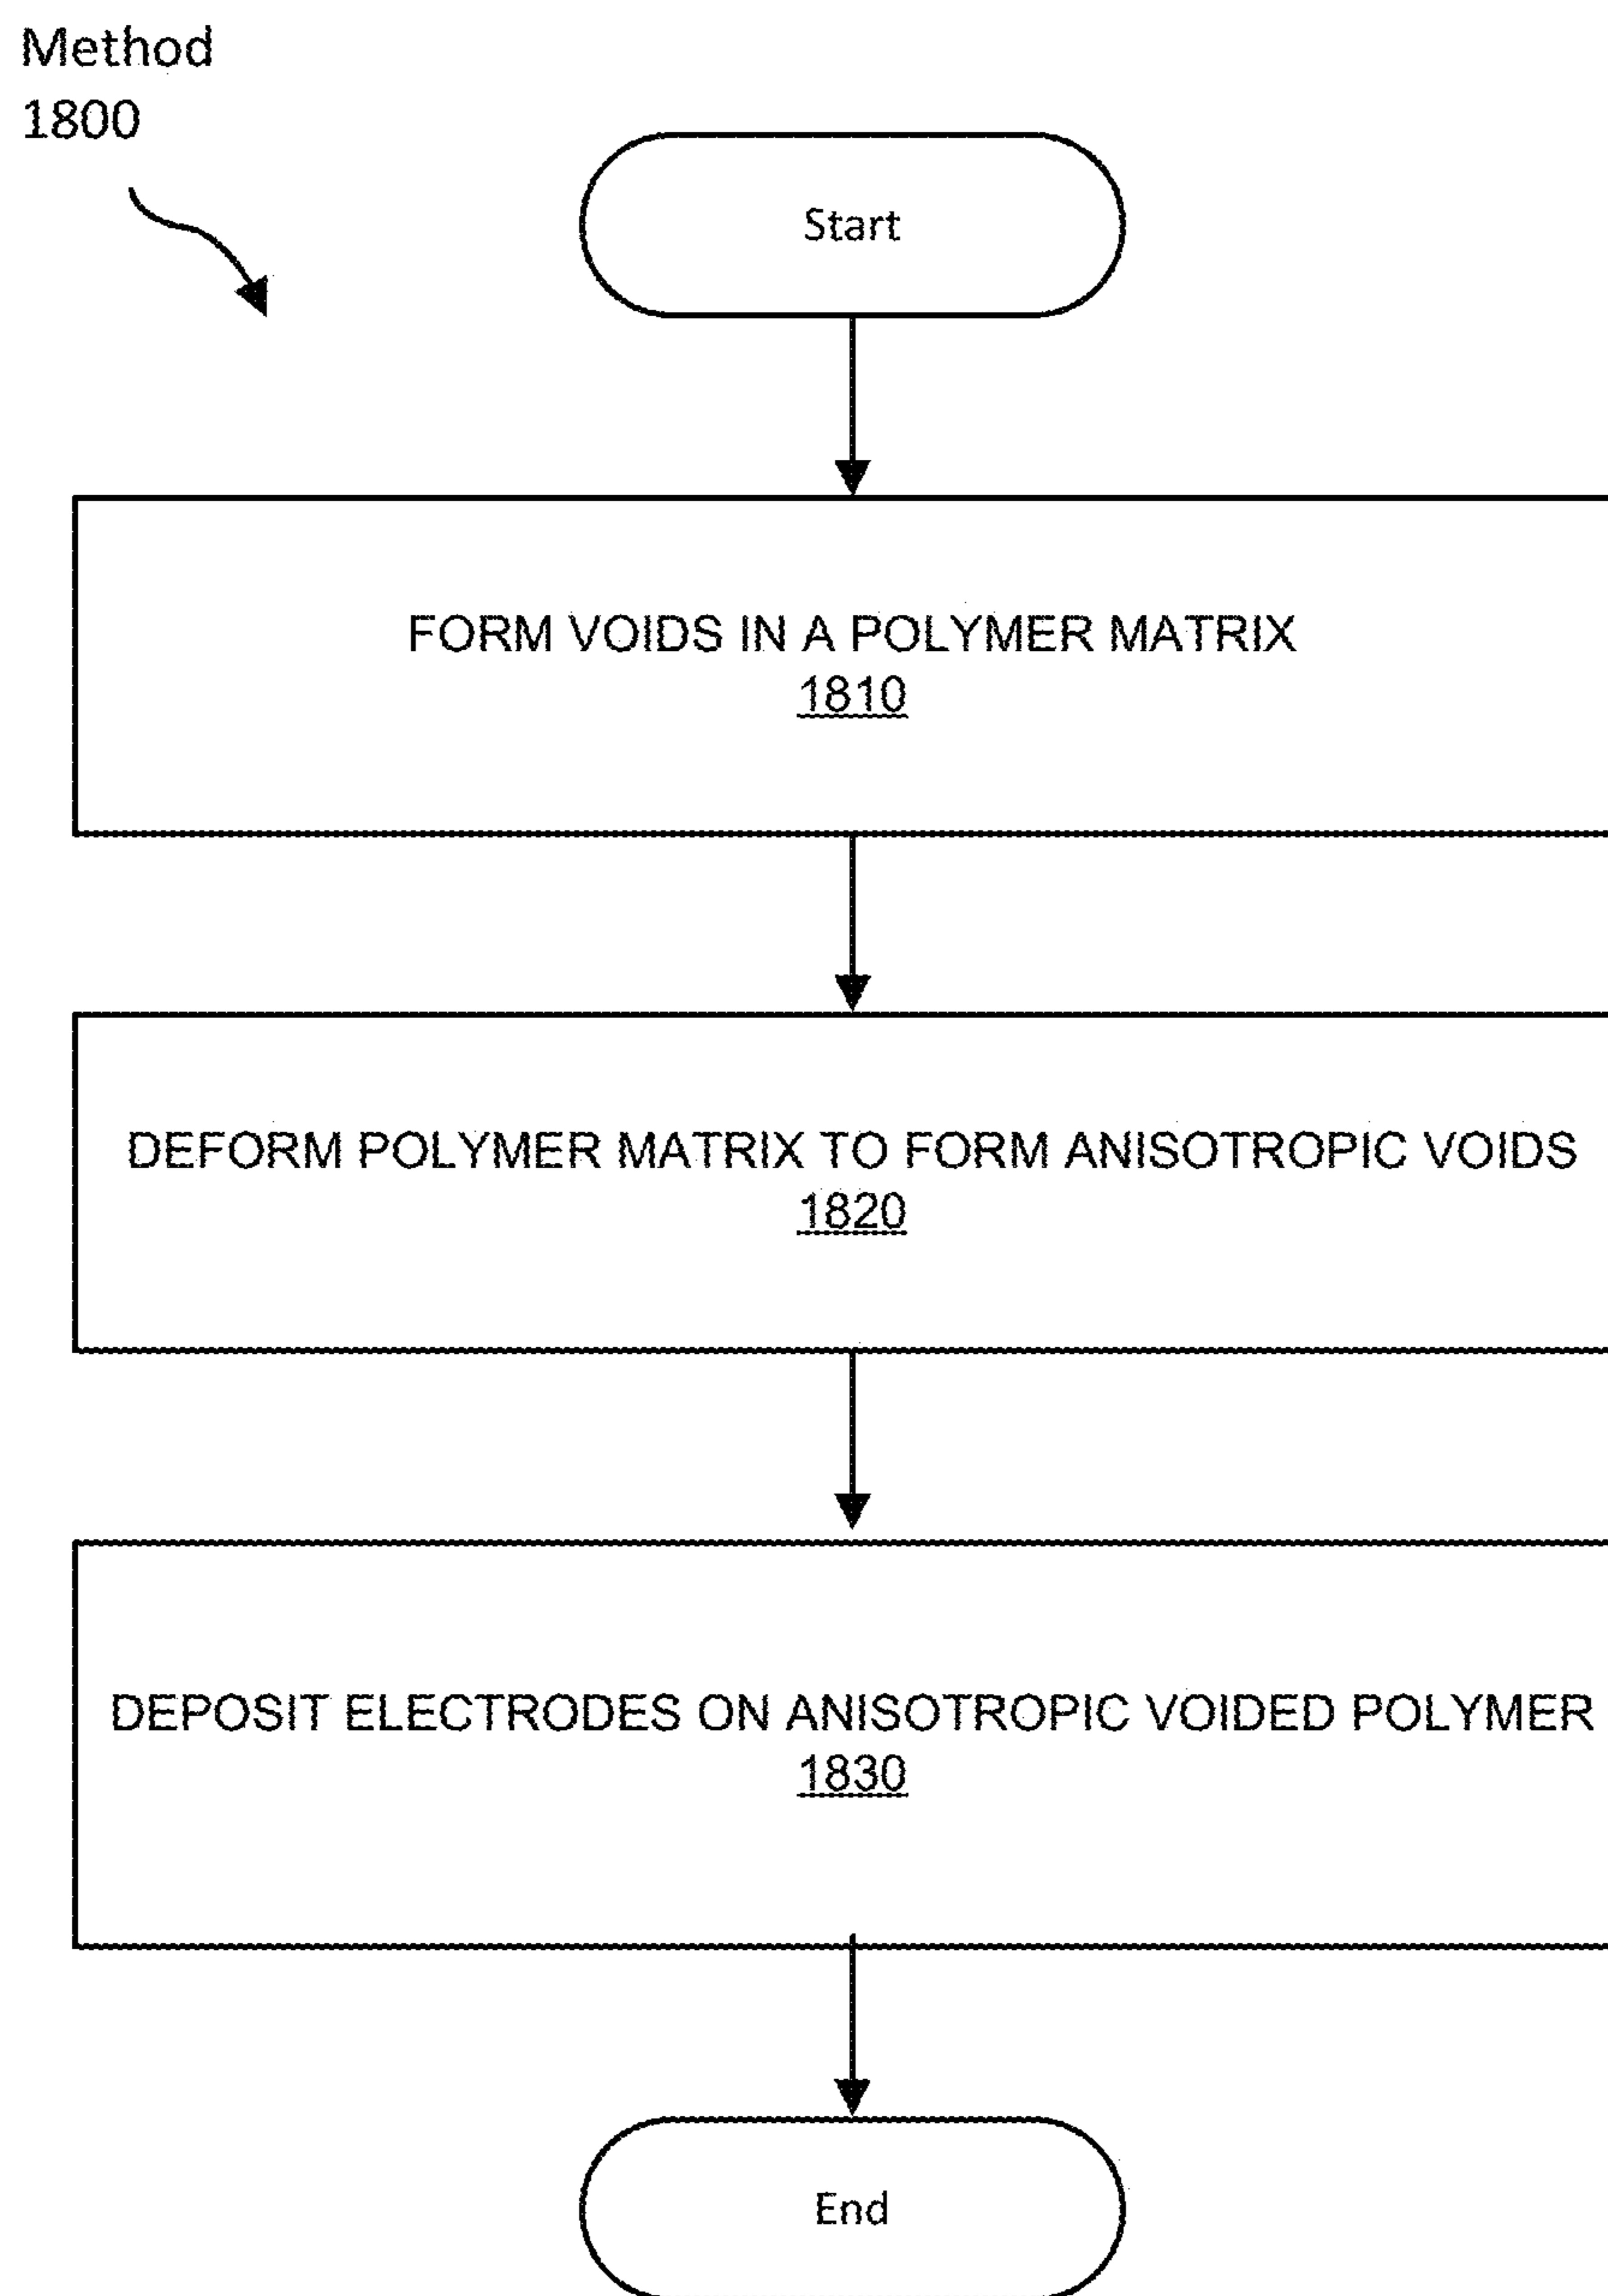 Method
1800
Start
FORM VOIDS IN A POLYMER MATRIX
1810
DEFORM POLYMER MATRIX TO FORM ANISOTROPIC VOIDS
1820
DEPOSIT ELECTRODES ON ANISOTROPIC VOIDED POLYMER
1830
End